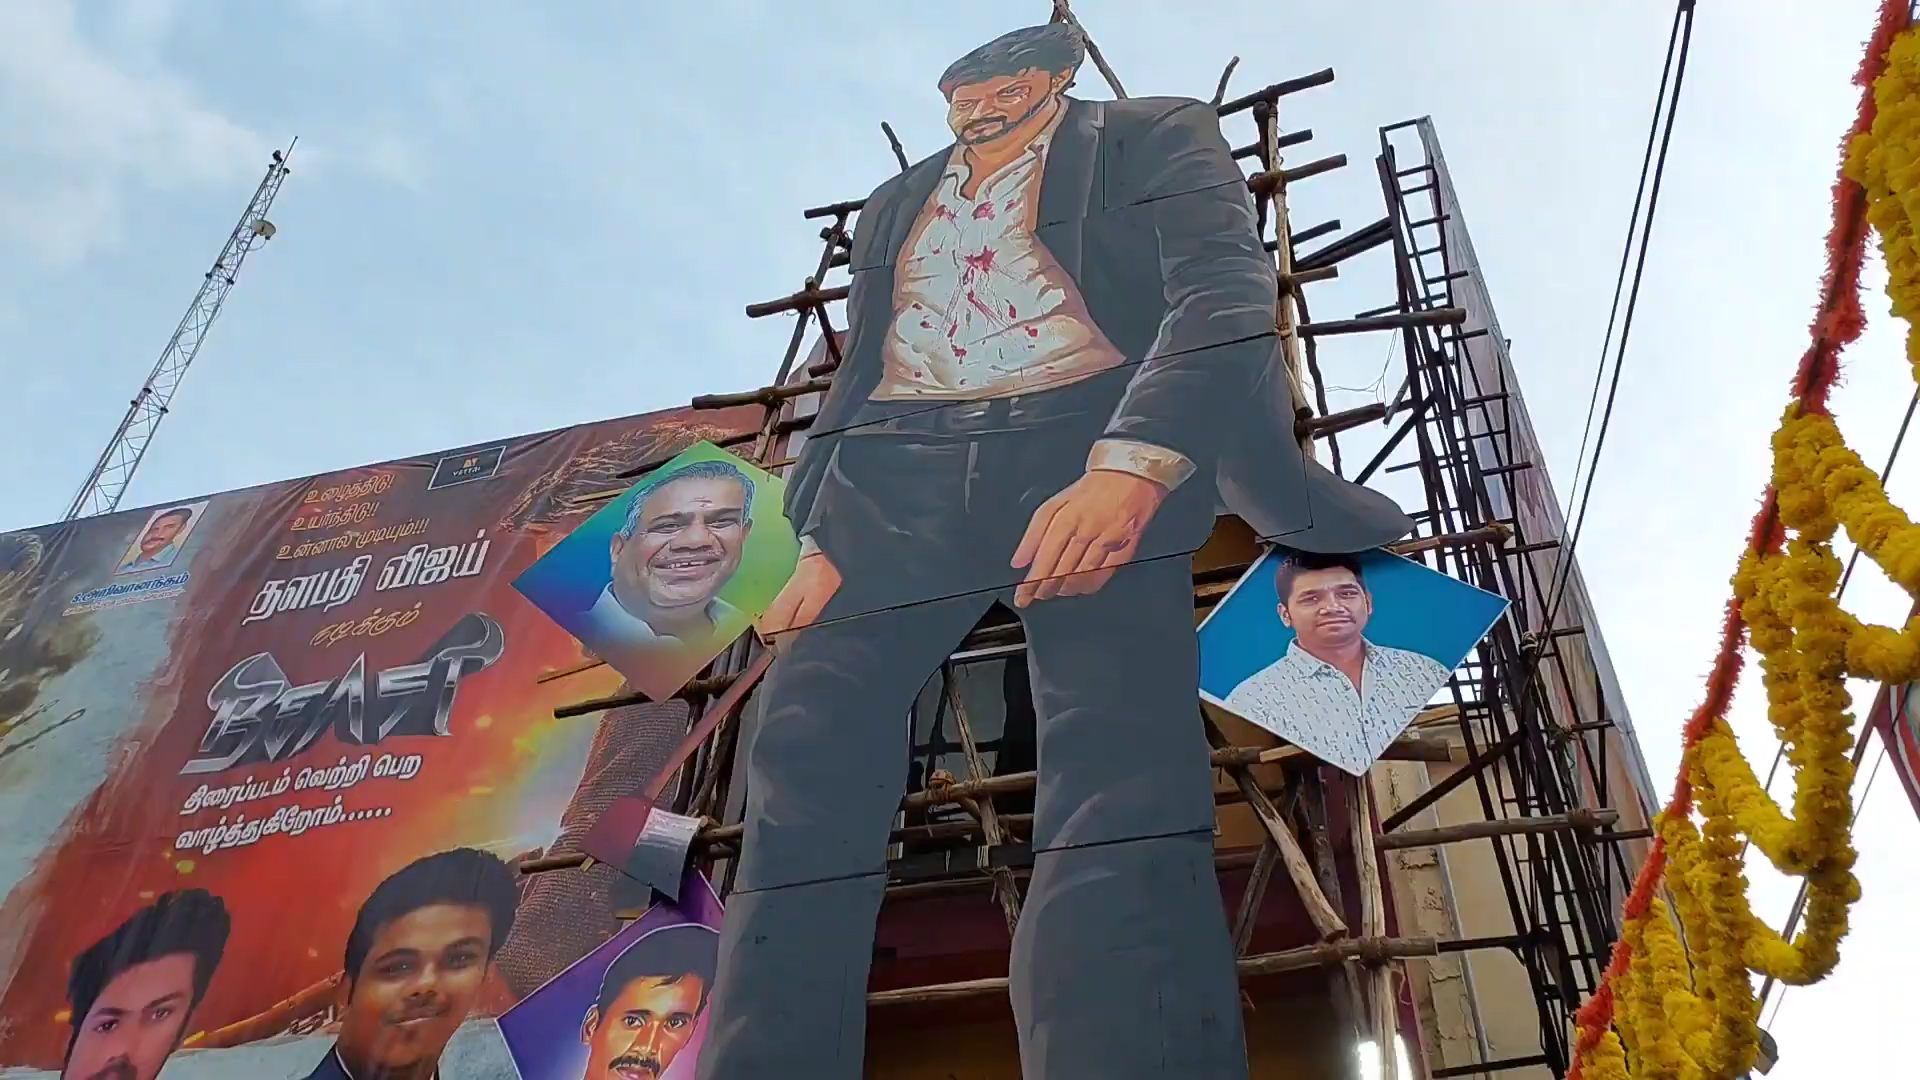 உழைத்திடு!
உயர்ந்திடு!!
உன்னால் முடியும்!!!
தளபதி விஜய்
நடிக்கும்
லியோ
திரைப்படம் வெற்றி பெற
வாழ்த்துகிறோம்......